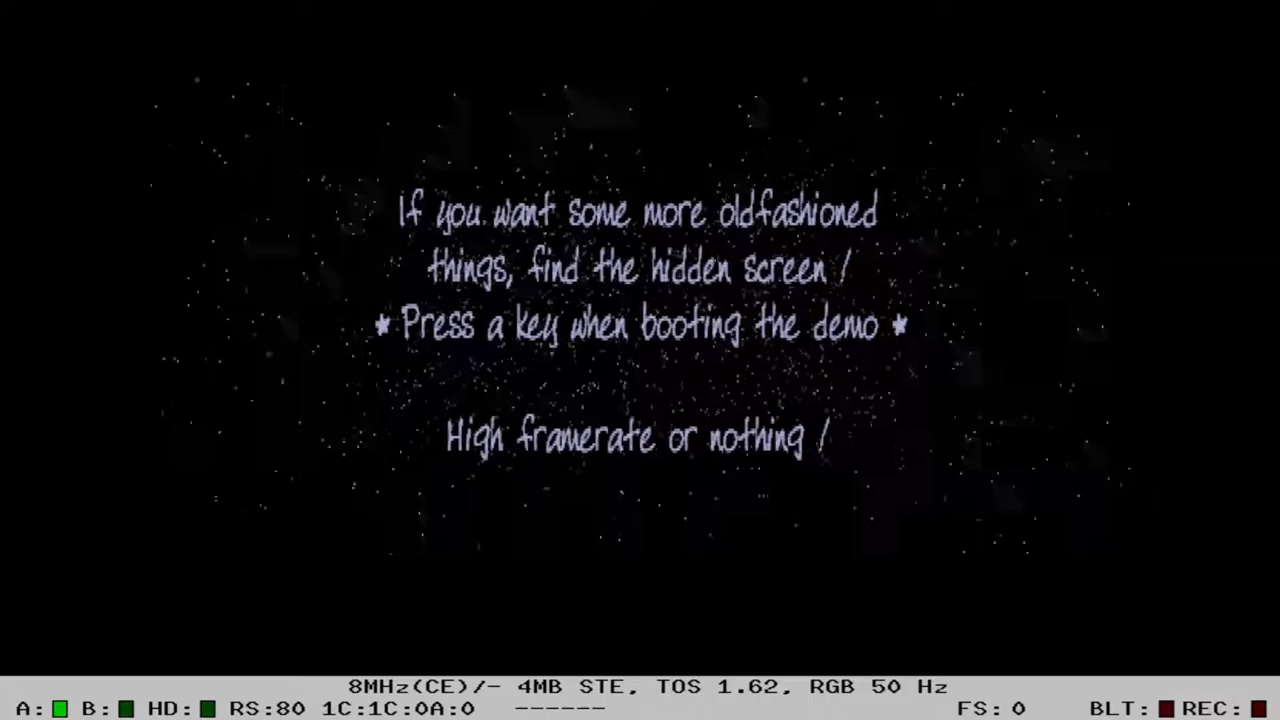 If you want some more oldfashioned
things, find the hidden screen !
* Press a key when booting the demo *
High framerate or nothing !
8MHz(CE)/- 4MB STE, TOS 1.62, RGB 50 Hz
A: B: HD: RS:80 1C:1C:0A:0 ------ FS: 0 BLT: REC: